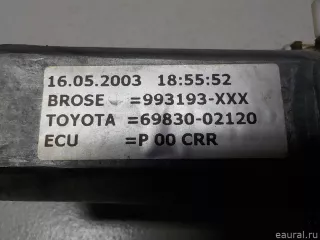 16.05.2003 18:55:52
BROSE =993193-XXX
TOYOTA =69830-02120
ECU =P 00 CRR
eaural.ru